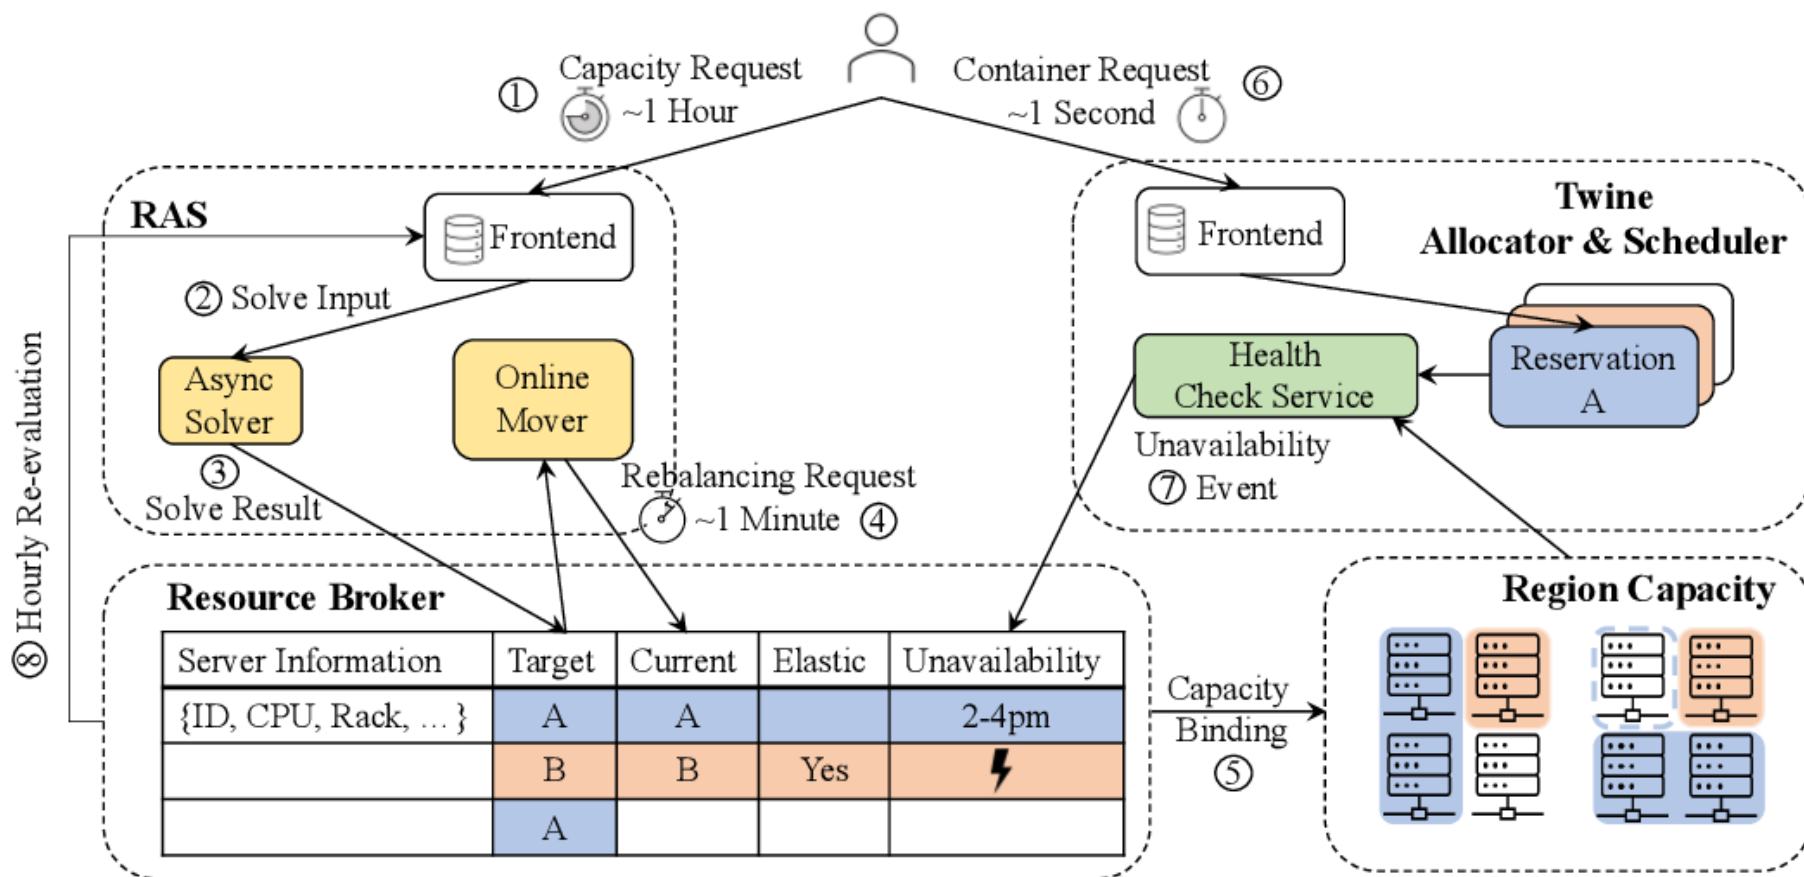 ① Capacity Request
~1 Hour
Container Request ⑥
~1 Second
RAS
Frontend
② Solve Input
Async
Solver
Online
Mover
③
Solve Result
Rebalancing Request
~1 Minute ④
Twine
Allocator & Scheduler
Frontend
Reservation
A
Health
Check Service
Unavailability
⑦ Event
⑧ Hourly Re-evaluation
Resource Broker
Server Information Target Current Elastic Unavailability
{ID, CPU, Rack, ... } A A 2-4pm
B B Yes
A
Capacity
Binding
⑤
Region Capacity